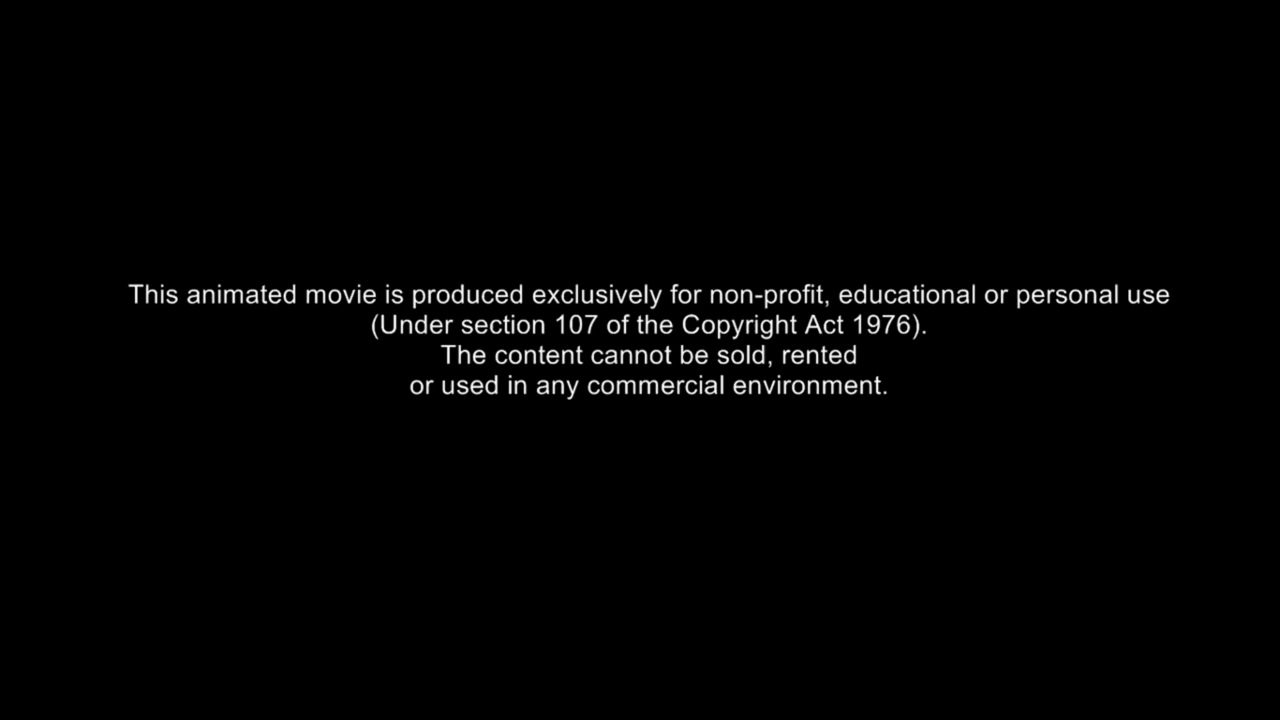 This animated movie is produced exclusively for non-profit, educational or personal use
(Under section 107 of the Copyright Act 1976).
The content cannot be sold, rented
or used in any commercial environment.